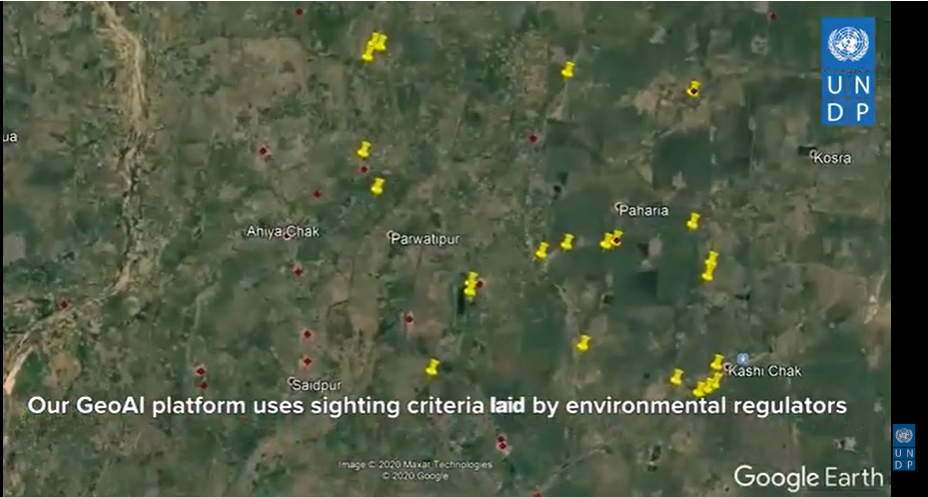 U N
D P
ua
Kosra
Paharia
Ahiya Chak
Parwatipur
Kashi Chak
Saidpur
Our GeoAI platform uses sighting criteria laid by environmental regulators
Image © 2020 Maxar Technologies
© 2020 Google
Google Earth
U N
D P